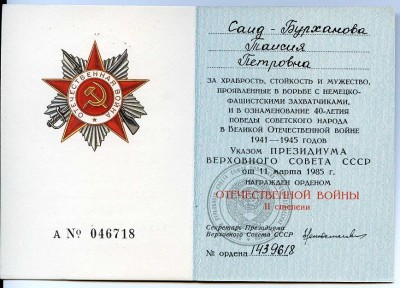 ОТЕЧЕСТВЕННАЯ ВОЙНА
А № 046718
Саид-Бурханова
Таисия
Петровна
ЗА ХРАБРОСТЬ, СТОЙКОСТЬ И МУЖЕСТВО,
ПРОЯВЛЕННЫЕ В БОРЬБЕ С НЕМЕЦКО-
ФАШИСТСКИМИ ЗАХВАТЧИКАМИ,
И В ОЗНАМЕНОВАНИЕ 40-ЛЕТИЯ
ПОБЕДЫ СОВЕТСКОГО НАРОДА
В ВЕЛИКОЙ ОТЕЧЕСТВЕННОЙ ВОЙНЕ
1941—1945 ГОДОВ
УКАЗОМ ПРЕЗИДИУМА
ВЕРХОВНОГО СОВЕТА СССР
от 11 марта 1985 г.
НАГРАЖДЕН ОРДЕНОМ
ОТЕЧЕСТВЕННОЙ ВОЙНЫ
II степени
Секретарь Президиума
Верховного Совета СССР
№ ордена 1439618